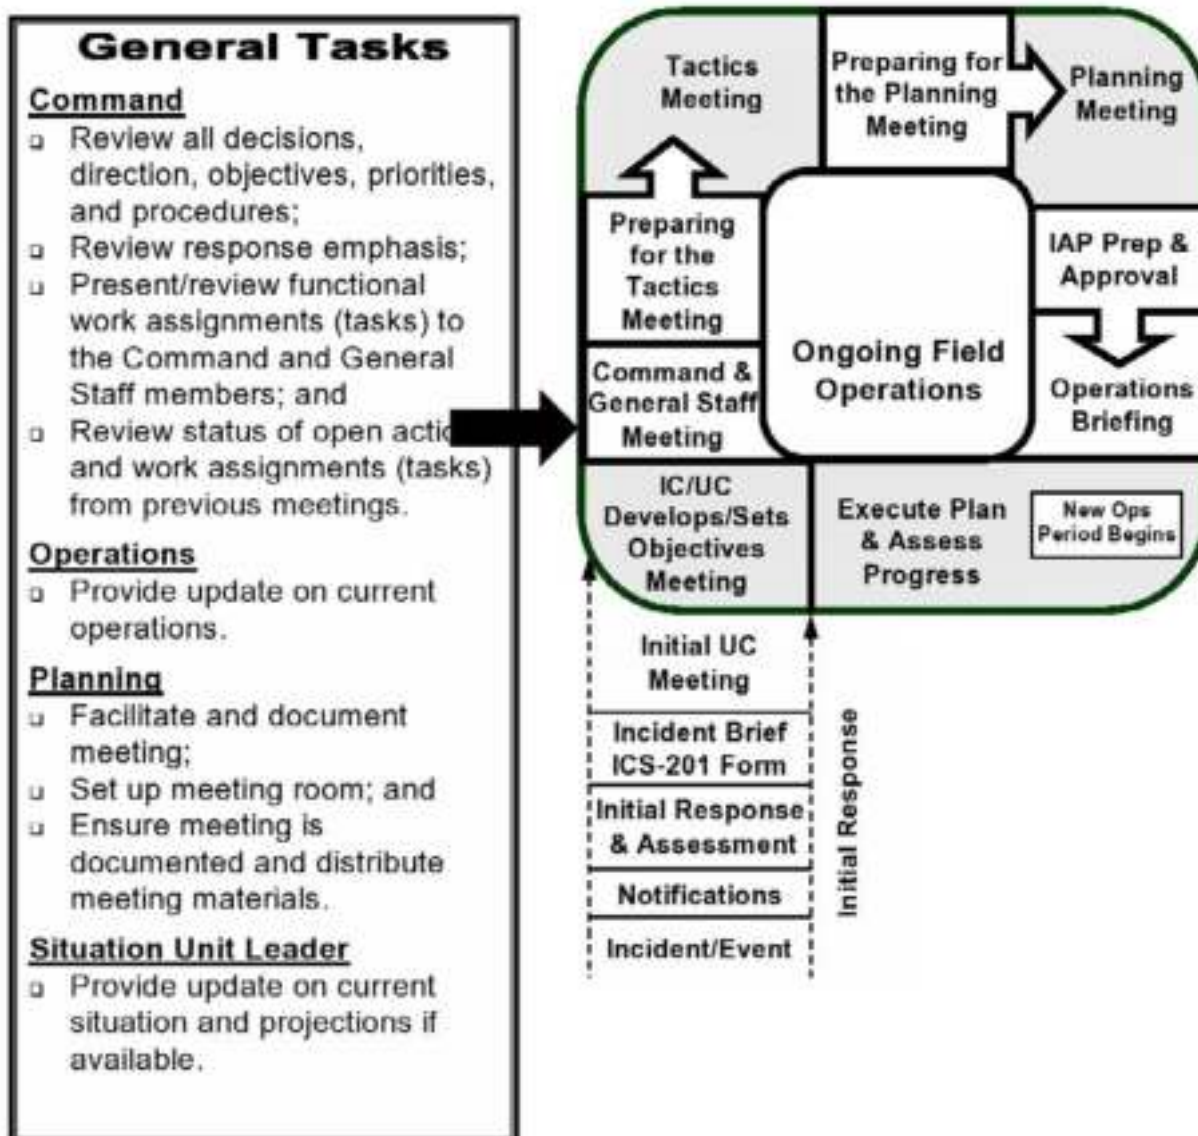 General Tasks
Command
Review all decisions,
direction, objectives, priorities,
and procedures;
Review response emphasis;
Present/review functional
work assignments (tasks) to
the Command and General
Staff members; and
Review status of open actio
and work assignments (tasks)
from previous meetings.
Operations
Provide update on current
operations.
Planning
Facilitate and document
meeting;
Set up meeting room; and
Ensure meeting is
documented and distribute
meeting materials.
Situation Unit Leader
Provide update on current
situation and projections if
available.
Tactics
Meeting
Preparing for
the Planning
Meeting
Planning
Meeting
Preparing
for the
Tactics
Meeting
IAP Prep &
Approval
Command &
General Staff
Meeting
Ongoing Field
Operations
Operations
Briefing
IC/UC
Develops/Sets
Objectives
Meeting
Execute Plan
& Assess
Progress
New Ops
Period Begins
Initial UC
Meeting
Incident Brief
ICS-201 Form
Initial Response
& Assessment
Notifications
Incident/Event
Initial Response